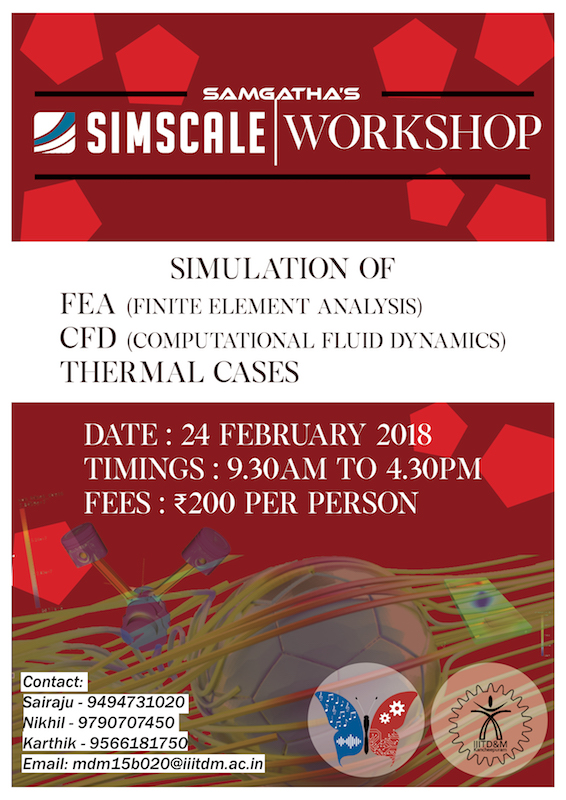 SAMGATHA'S
SIMSCALE WORKSHOP
SIMULATION OF
FEA (FINITE ELEMENT ANALYSIS)
CFD (COMPUTATIONAL FLUID DYNAMICS)
THERMAL CASES
DATE : 24 FEBRUARY 2018
TIMINGS : 9.30AM TO 4.30PM
FEES : ₹200 PER PERSON
Contact:
Sairaju - 9494731020
Nikhil - 9790707450
Karthik - 9566181750
Email: mdm15b020@iiitdm.ac.in
IIITD&M
Kancheepuram